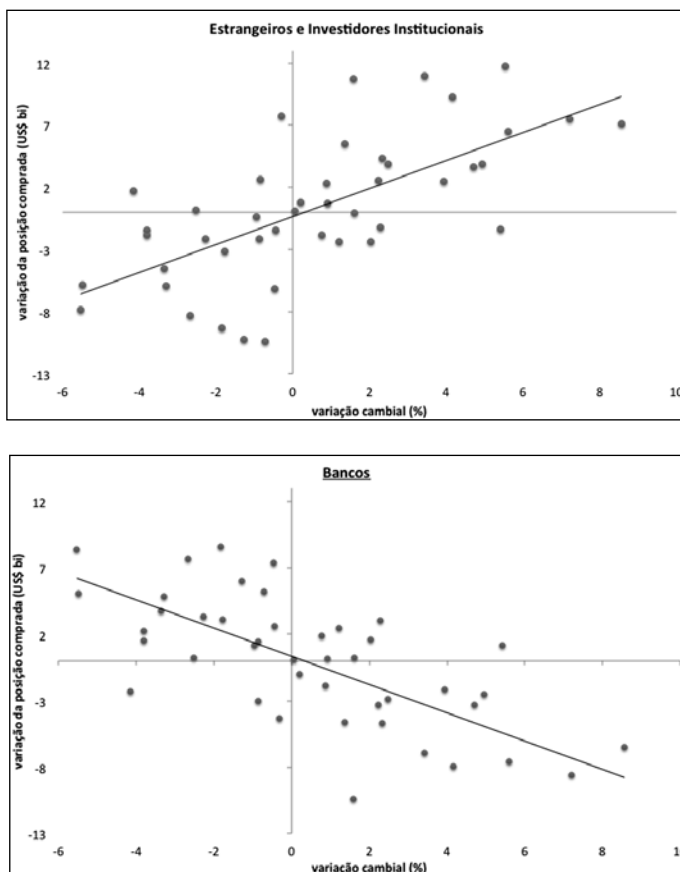 Estrangeiros e Investidores Institucionais
variação da posição comprada (US$ bi)
12
7
2
-3
-8
-13
-6 -4 -2 0 2 4 6 8 10
variação cambial (%)
Bancos
variação da posição comprada (US$ bi)
12
7
2
-3
-8
-13
-6 -4 -2 0 2 4 6 8 10
variação cambial (%)